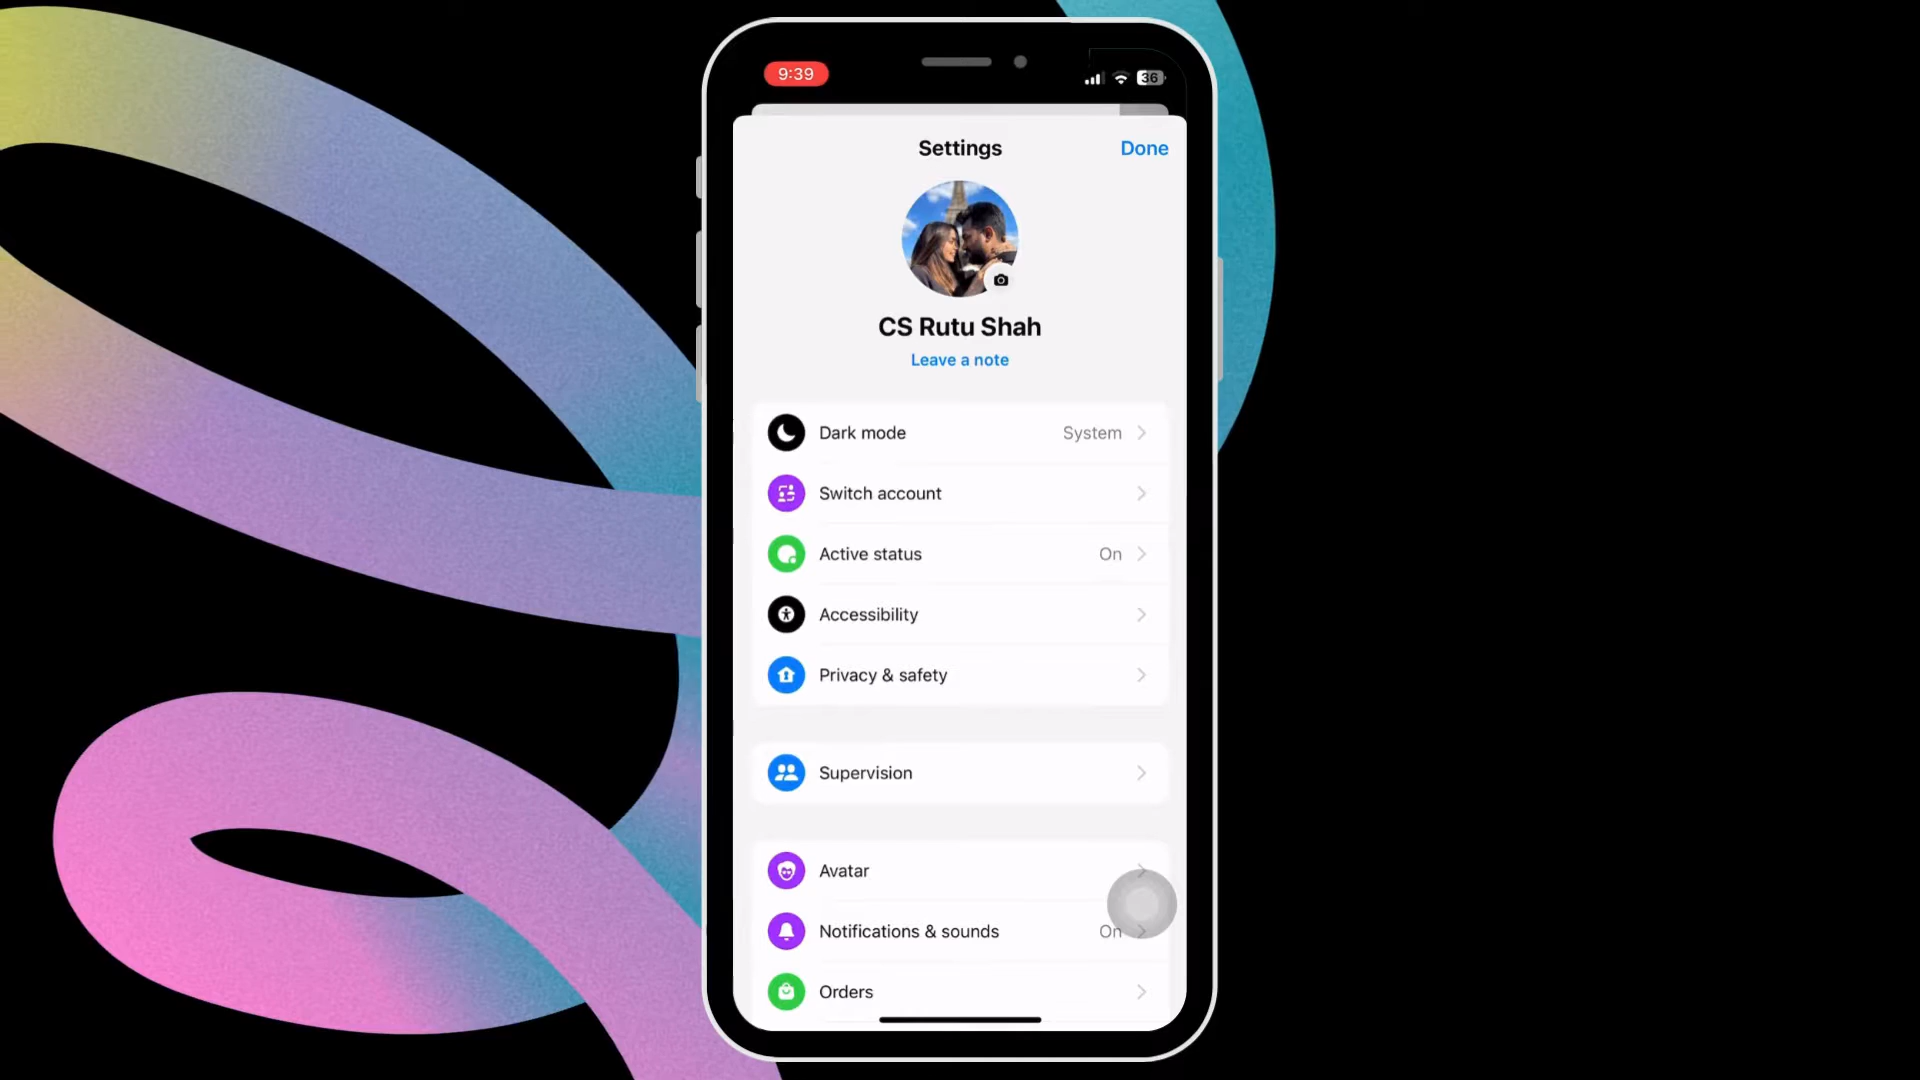 9:39
36
Settings
Done
CS Rutu Shah
Leave a note
Dark mode
System
Switch account
Active status
On
Accessibility
Privacy & safety
Supervision
Avatar
Notifications & sounds
On
Orders